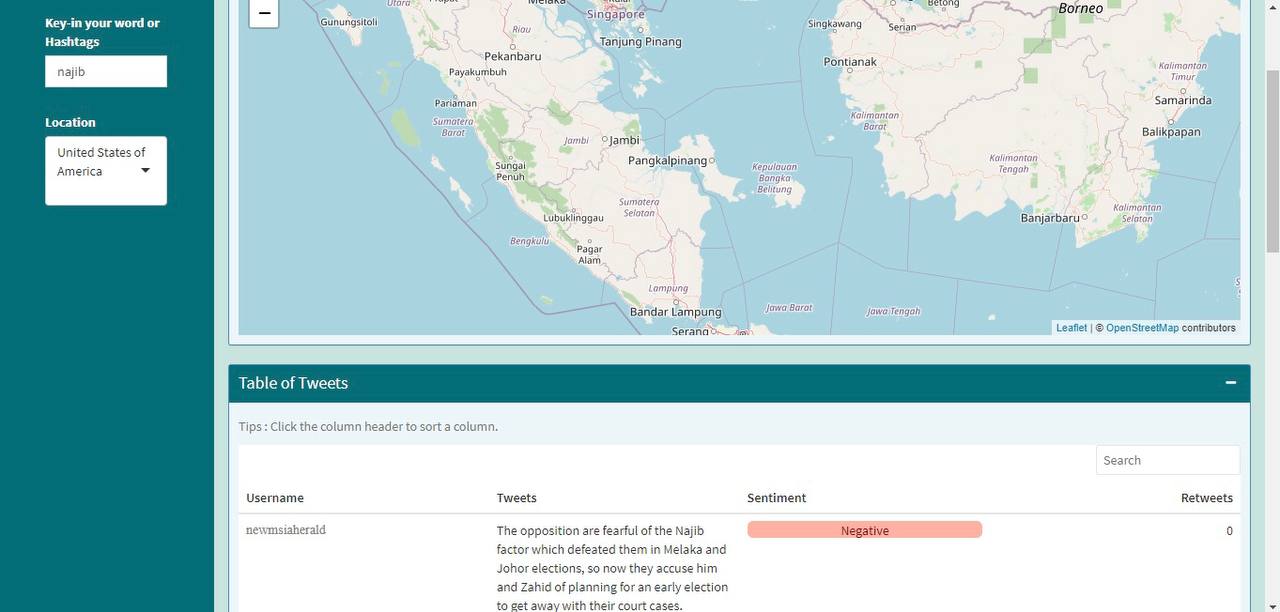 Key-in your word or
Hashtags
najib
Location
United States of
America
−
Gunungsitoli
Utara
Riau
Pekanbaru
Payakumbuh
Pariaman
Sumatera
Barat
Melaka
Singapore
Tanjung Pinang
Jambi
Jambi
Sungai
Penuh
Pangkalpinang
Kepulauan
Bangka
Belitung
Lubuklinggau
Sumatera
Selatan
Bengkulu
Pagar
Alam
Lampung
Bandar Lampung
Serang
Jawa Barat
Jawa Tengah
Singkawang
Serian
Betong
Borneo
Pontianak
Kalimantan
Barat
Kalimantan
Tengah
Kalimantan
Timur
Samarinda
Balikpapan
Banjarbaru
Kalimantan
Selatan
Leaflet | © OpenStreetMap contributors
Table of Tweets
−
Tips : Click the column header to sort a column.
Search
Username Tweets Sentiment Retweets
newmsiaherald The opposition are fearful of the Najib Negative 0
factor which defeated them in Melaka and
Johor elections, so now they accuse him
and Zahid of planning for an early election
to get away with their court cases.